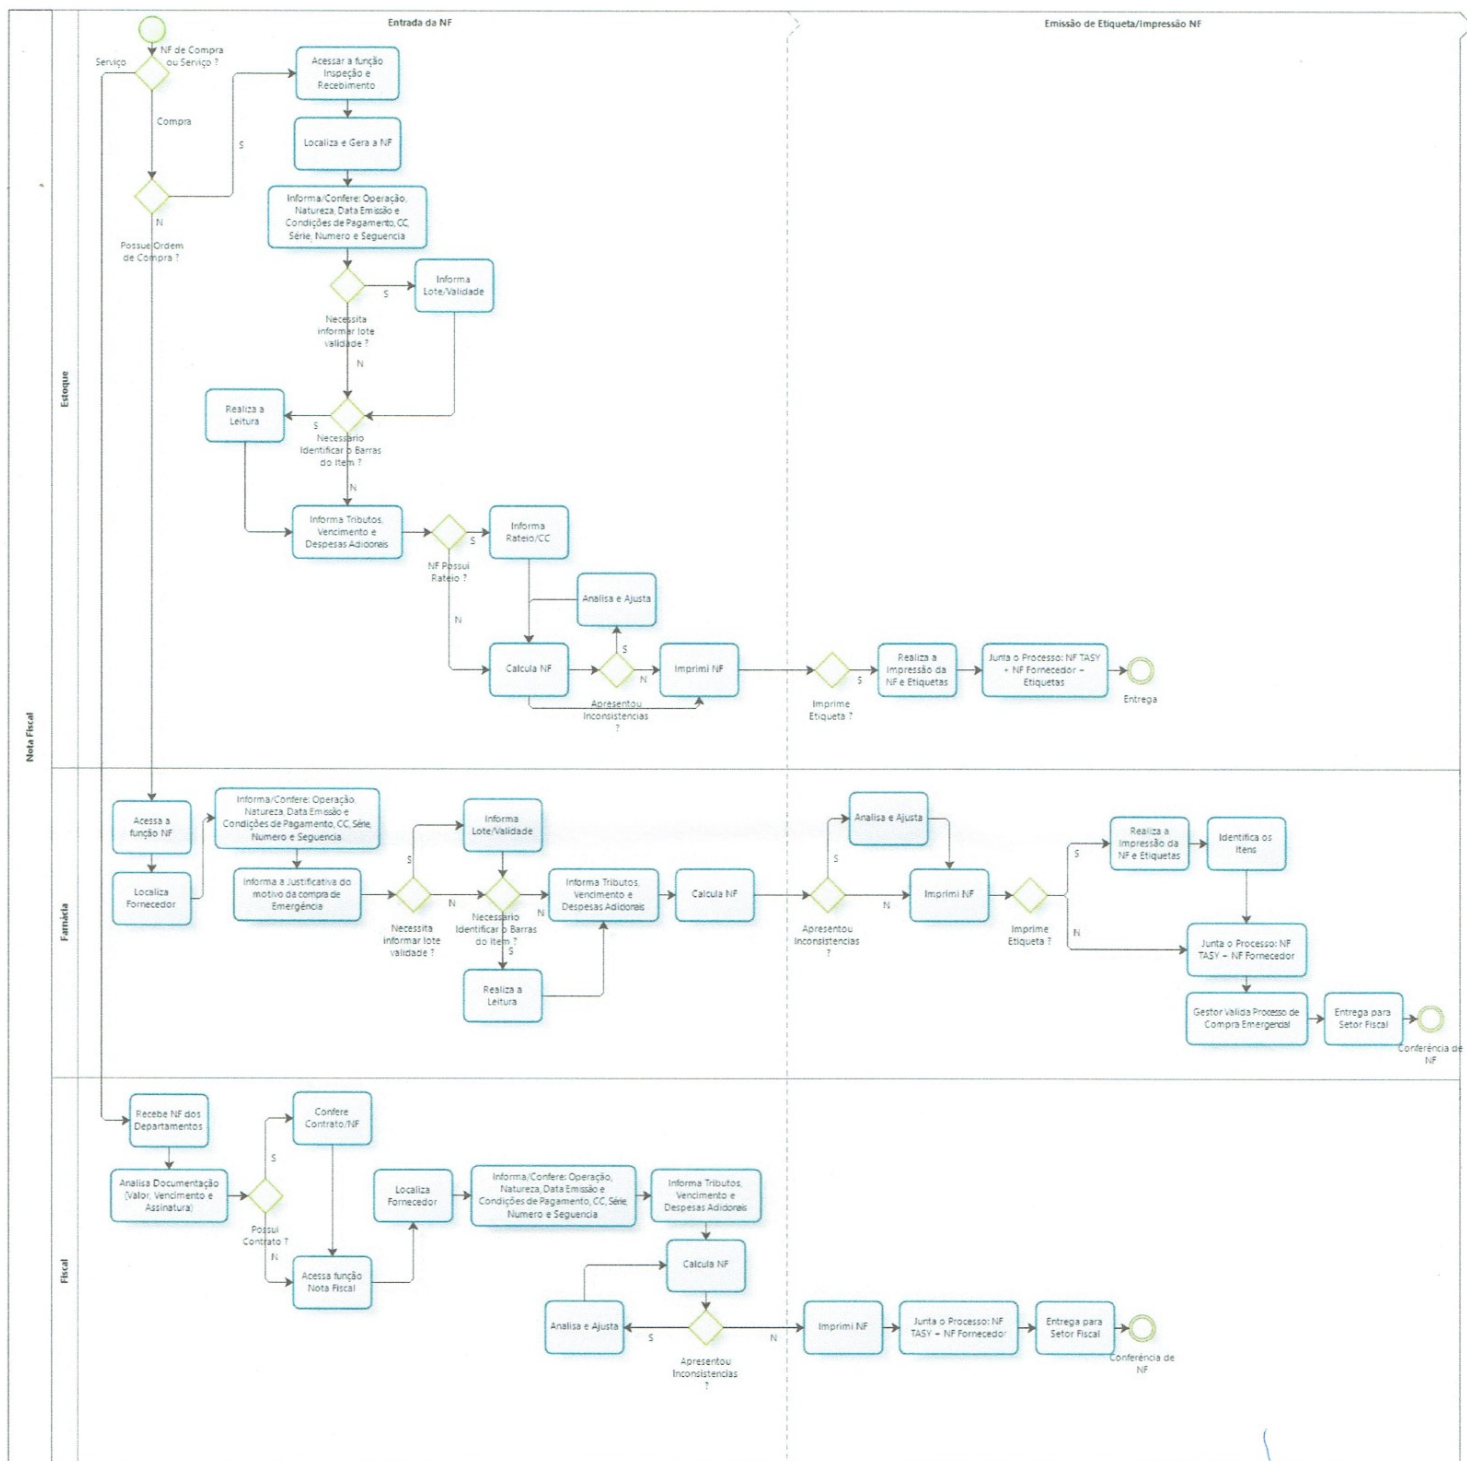 Entrada da NF
Emissão de Etiqueta/Impressão NF
Nota Fiscal
Estoque
NF de Compra
ou Serviço ?
Serviço
Compra
S
N
Possue Ordem
de Compra ?
Acessar a função
Inspeção e
Recebimento
Localiza e Gera a NF
Informa/Confere: Operação,
Natureza, Data Emissão e
Condições de Pagamento, CC,
Série, Numero e Seguencia
S
Informa
Lote/Validade
Necessita
informar lote
validade ?
N
Realiza a
Leitura
S
Necessario
Identificar o Barras
do Item ?
N
Informa Tributos,
Vencimento e
Despesas Adicionais
S
NF Possui
Rateio ?
Informa
Rateio/CC
N
Analisa e Ajusta
S
Calcula NF
N
Apresentou
Inconsistencias
?
Imprimi NF
S
Imprime
Etiqueta ?
Realiza a
Impressão da
NF e Etiquetas
Junta o Processo: NF TASY
+ NF Fornecedor +
Etiquetas
Entrega
Farmácia
Acessa a
função NF
Localiza
Fornecedor
Informa/Confere: Operação,
Natureza, Data Emissão e
Condições de Pagamento, CC, Série,
Numero e Seguencia
Informa a Justificativa do
motivo da compra de
Emergência
S
N
Necessita
informar lote
validade ?
Informa
Lote/Validade
N
Necessario
Identificar o Barras
do Item ?
S
Realiza a
Leitura
Informa Tributos,
Vencimento e
Despesas Adicionais
Calcula NF
S
N
Apresentou
Inconsistencias
?
Analisa e Ajusta
Imprimi NF
S
N
Imprime
Etiqueta ?
Realiza a
Impressão da
NF e Etiquetas
Identifica os
Itens
Junta o Processo: NF
TASY + NF Fornecedor
Gestor Valida Processo de
Compra Emergencial
Entrega para
Setor Fiscal
Conferência de
NF
Fiscal
Recebe NF dos
Departamentos
Analisa Documentação
(Valor, Vencimento e
Assinatura)
S
Possui
Contrato ?
N
Confere
Contrato/NF
Acessa função
Nota Fiscal
Localiza
Fornecedor
Informa/Confere: Operação,
Natureza, Data Emissão e
Condições de Pagamento, CC, Série,
Numero e Seguencia
Informa Tributos,
Vencimento e
Despesas Adicionais
Calcula NF
Analisa e Ajusta
S
N
Apresentou
Inconsistencias
?
Imprimi NF
Junta o Processo: NF
TASY + NF Fornecedor
Entrega para
Setor Fiscal
Conferência de
NF